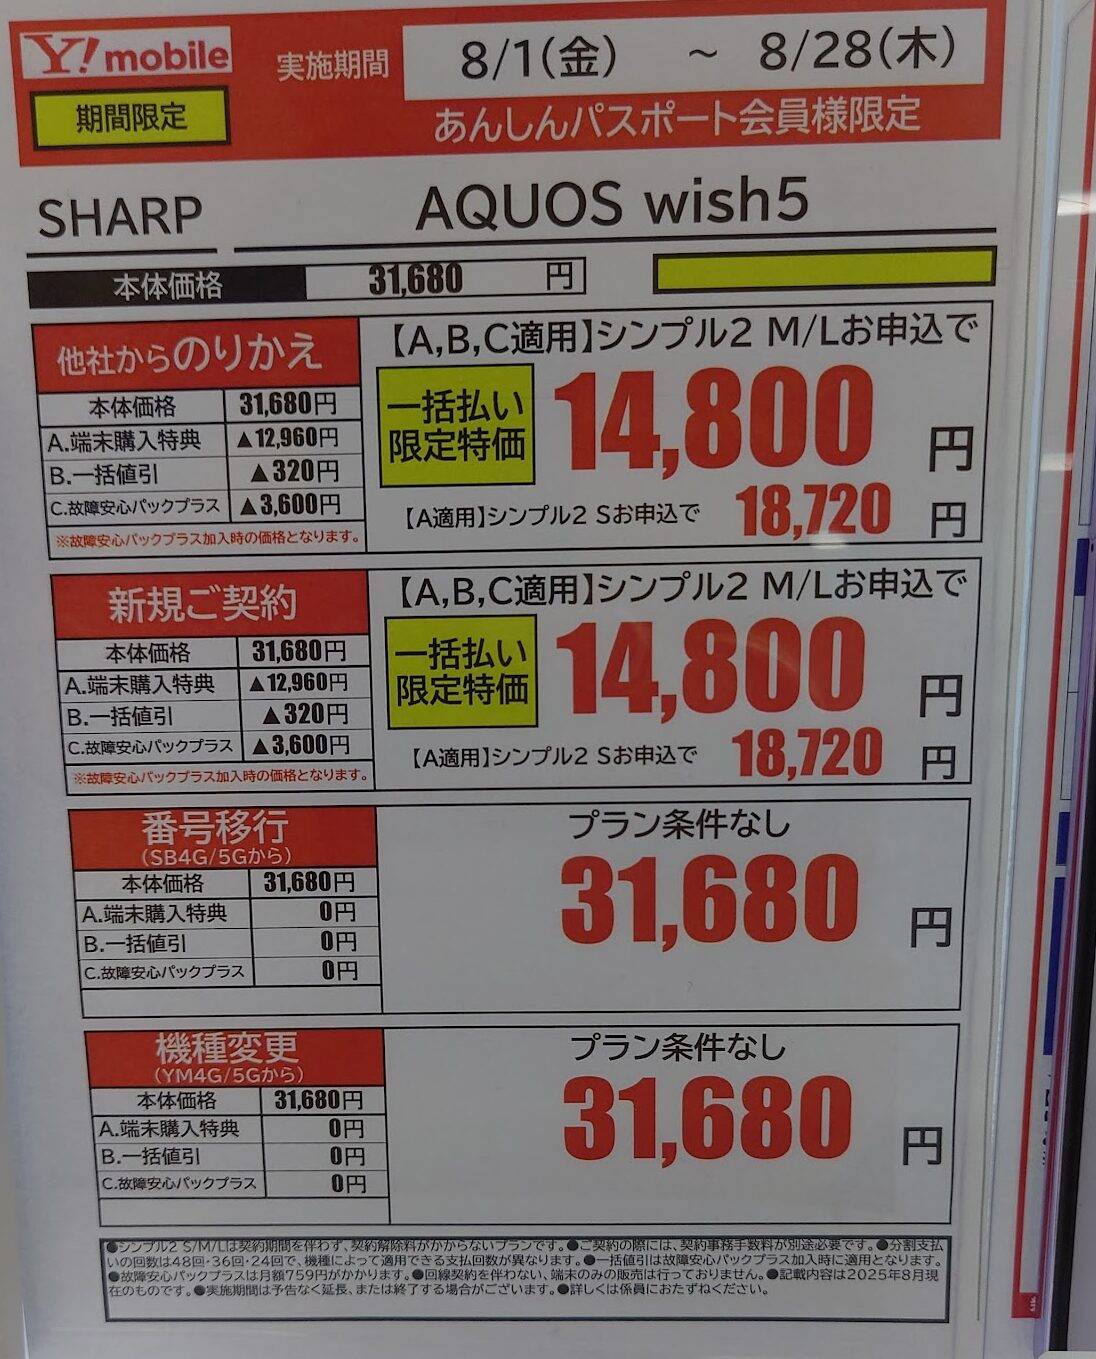 Y!mobile
期間限定
実施期間
8/1(金) ～ 8/28(木)
あんしんパスポート会員様限定
SHARP AQUOS wish5
本体価格 31,680 円
他社からのりかえ
本体価格 31,680円
A.端末購入特典 ▲12,960円
B.一括値引 ▲320円
C.故障安心パックプラス ▲3,600円
※故障安心パックプラス加入時の価格となります。
【A,B,C適用】シンプル2 M/Lお申込で
一括払い
限定特価
14,800円
【A適用】シンプル2 Sお申込で 18,720円
新規ご契約
本体価格 31,680円
A.端末購入特典 ▲12,960円
B.一括値引 ▲320円
C.故障安心パックプラス ▲3,600円
※故障安心パックプラス加入時の価格となります。
【A,B,C適用】シンプル2 M/Lお申込で
一括払い
限定特価
14,800円
【A適用】シンプル2 Sお申込で 18,720円
番号移行
(SB4G/5Gから)
本体価格 31,680円
A.端末購入特典 0円
B.一括値引 0円
C.故障安心パックプラス 0円
プラン条件なし
31,680円
機種変更
(YM4G/5Gから)
本体価格 31,680円
A.端末購入特典 0円
B.一括値引 0円
C.故障安心パックプラス 0円
プラン条件なし
31,680円
●シンプル2 S/M/Lは契約期間を伴わず、契約解除料がかからないプランです。●ご契約の際には、契約事務手数料が別途必要です。●分割支払
いの回数は48回・36回・24回で、機種によって適用できる支払回数が異なります。●一括値引は故障安心パックプラス加入時に適用となります。
●故障安心パックプラスは月額759円がかかります。●回線契約を伴わない、端末のみの販売は行っておりません。●記載内容は2025年8月現
在のものです。●実施期間は予告なく延長、または終了する場合がございます。●詳しくは係員におたずねください。